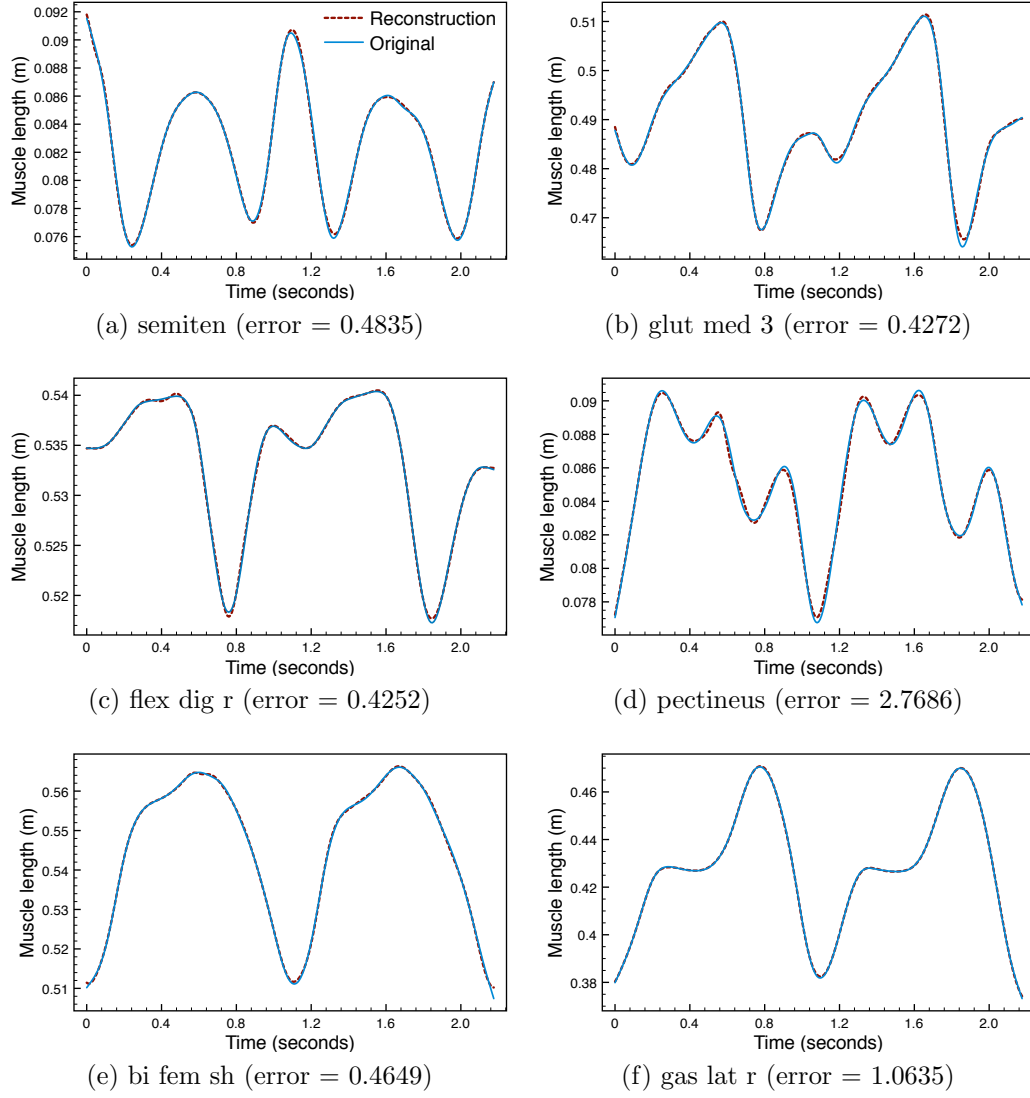 Reconstruction
Original
Muscle length (m)
0.092
0.09
0.088
0.086
0.084
0.082
0.08
0.078
0.076
0 0.4 0.8 1.2 1.6 2.0
Time (seconds)
(a) semiten (error = 0.4835)
Muscle length (m)
0.51
0.5
0.49
0.48
0.47
0 0.4 0.8 1.2 1.6 2.0
Time (seconds)
(b) glut med 3 (error = 0.4272)
Muscle length (m)
0.54
0.535
0.53
0.525
0.52
0 0.4 0.8 1.2 1.6 2.0
Time (seconds)
(c) flex dig r (error = 0.4252)
Muscle length (m)
0.09
0.088
0.086
0.084
0.082
0.08
0.078
0 0.4 0.8 1.2 1.6 2.0
Time (seconds)
(d) pectineus (error = 2.7686)
Muscle length (m)
0.56
0.55
0.54
0.53
0.52
0.51
0 0.4 0.8 1.2 1.6 2.0
Time (seconds)
(e) bi fem sh (error = 0.4649)
Muscle length (m)
0.46
0.44
0.42
0.4
0.38
0 0.4 0.8 1.2 1.6 2.0
Time (seconds)
(f) gas lat r (error = 1.0635)